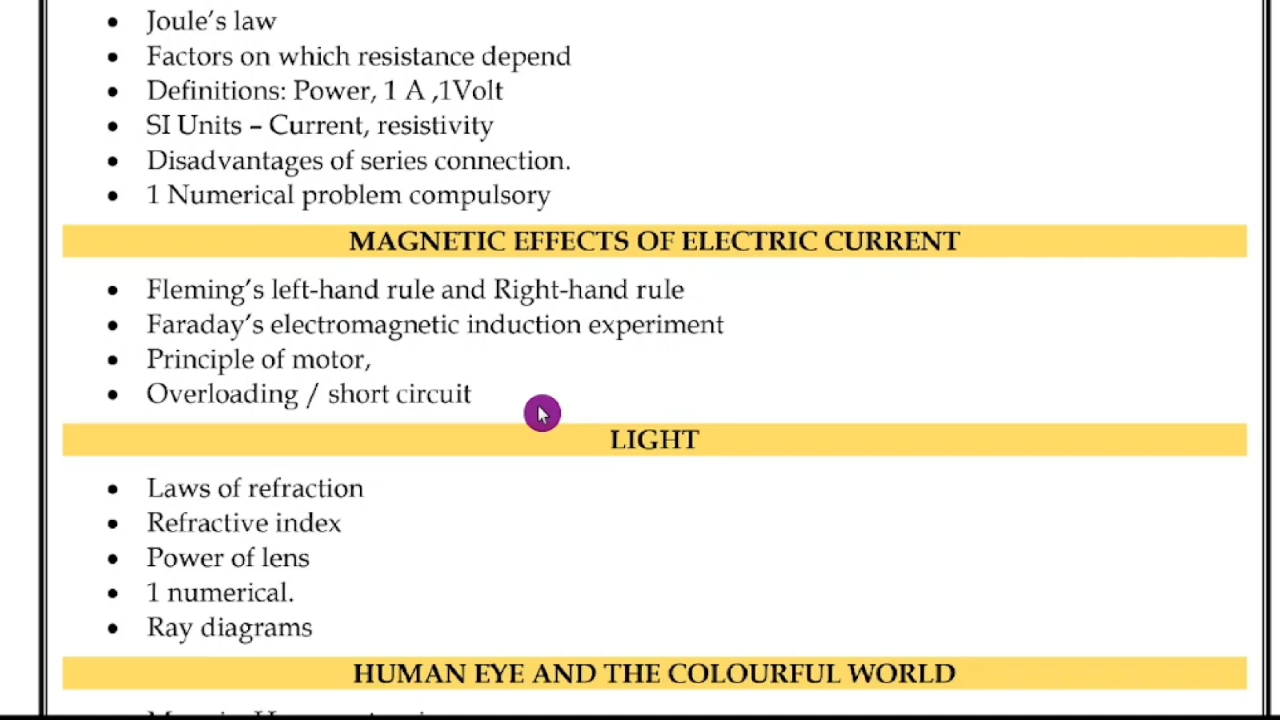 • Joule’s law
• Factors on which resistance depend
• Definitions: Power, 1 A ,1Volt
• SI Units – Current, resistivity
• Disadvantages of series connection.
• 1 Numerical problem compulsory
MAGNETIC EFFECTS OF ELECTRIC CURRENT
• Fleming’s left-hand rule and Right-hand rule
• Faraday’s electromagnetic induction experiment
• Principle of motor,
• Overloading / short circuit
LIGHT
• Laws of refraction
• Refractive index
• Power of lens
• 1 numerical.
• Ray diagrams
HUMAN EYE AND THE COLOURFUL WORLD